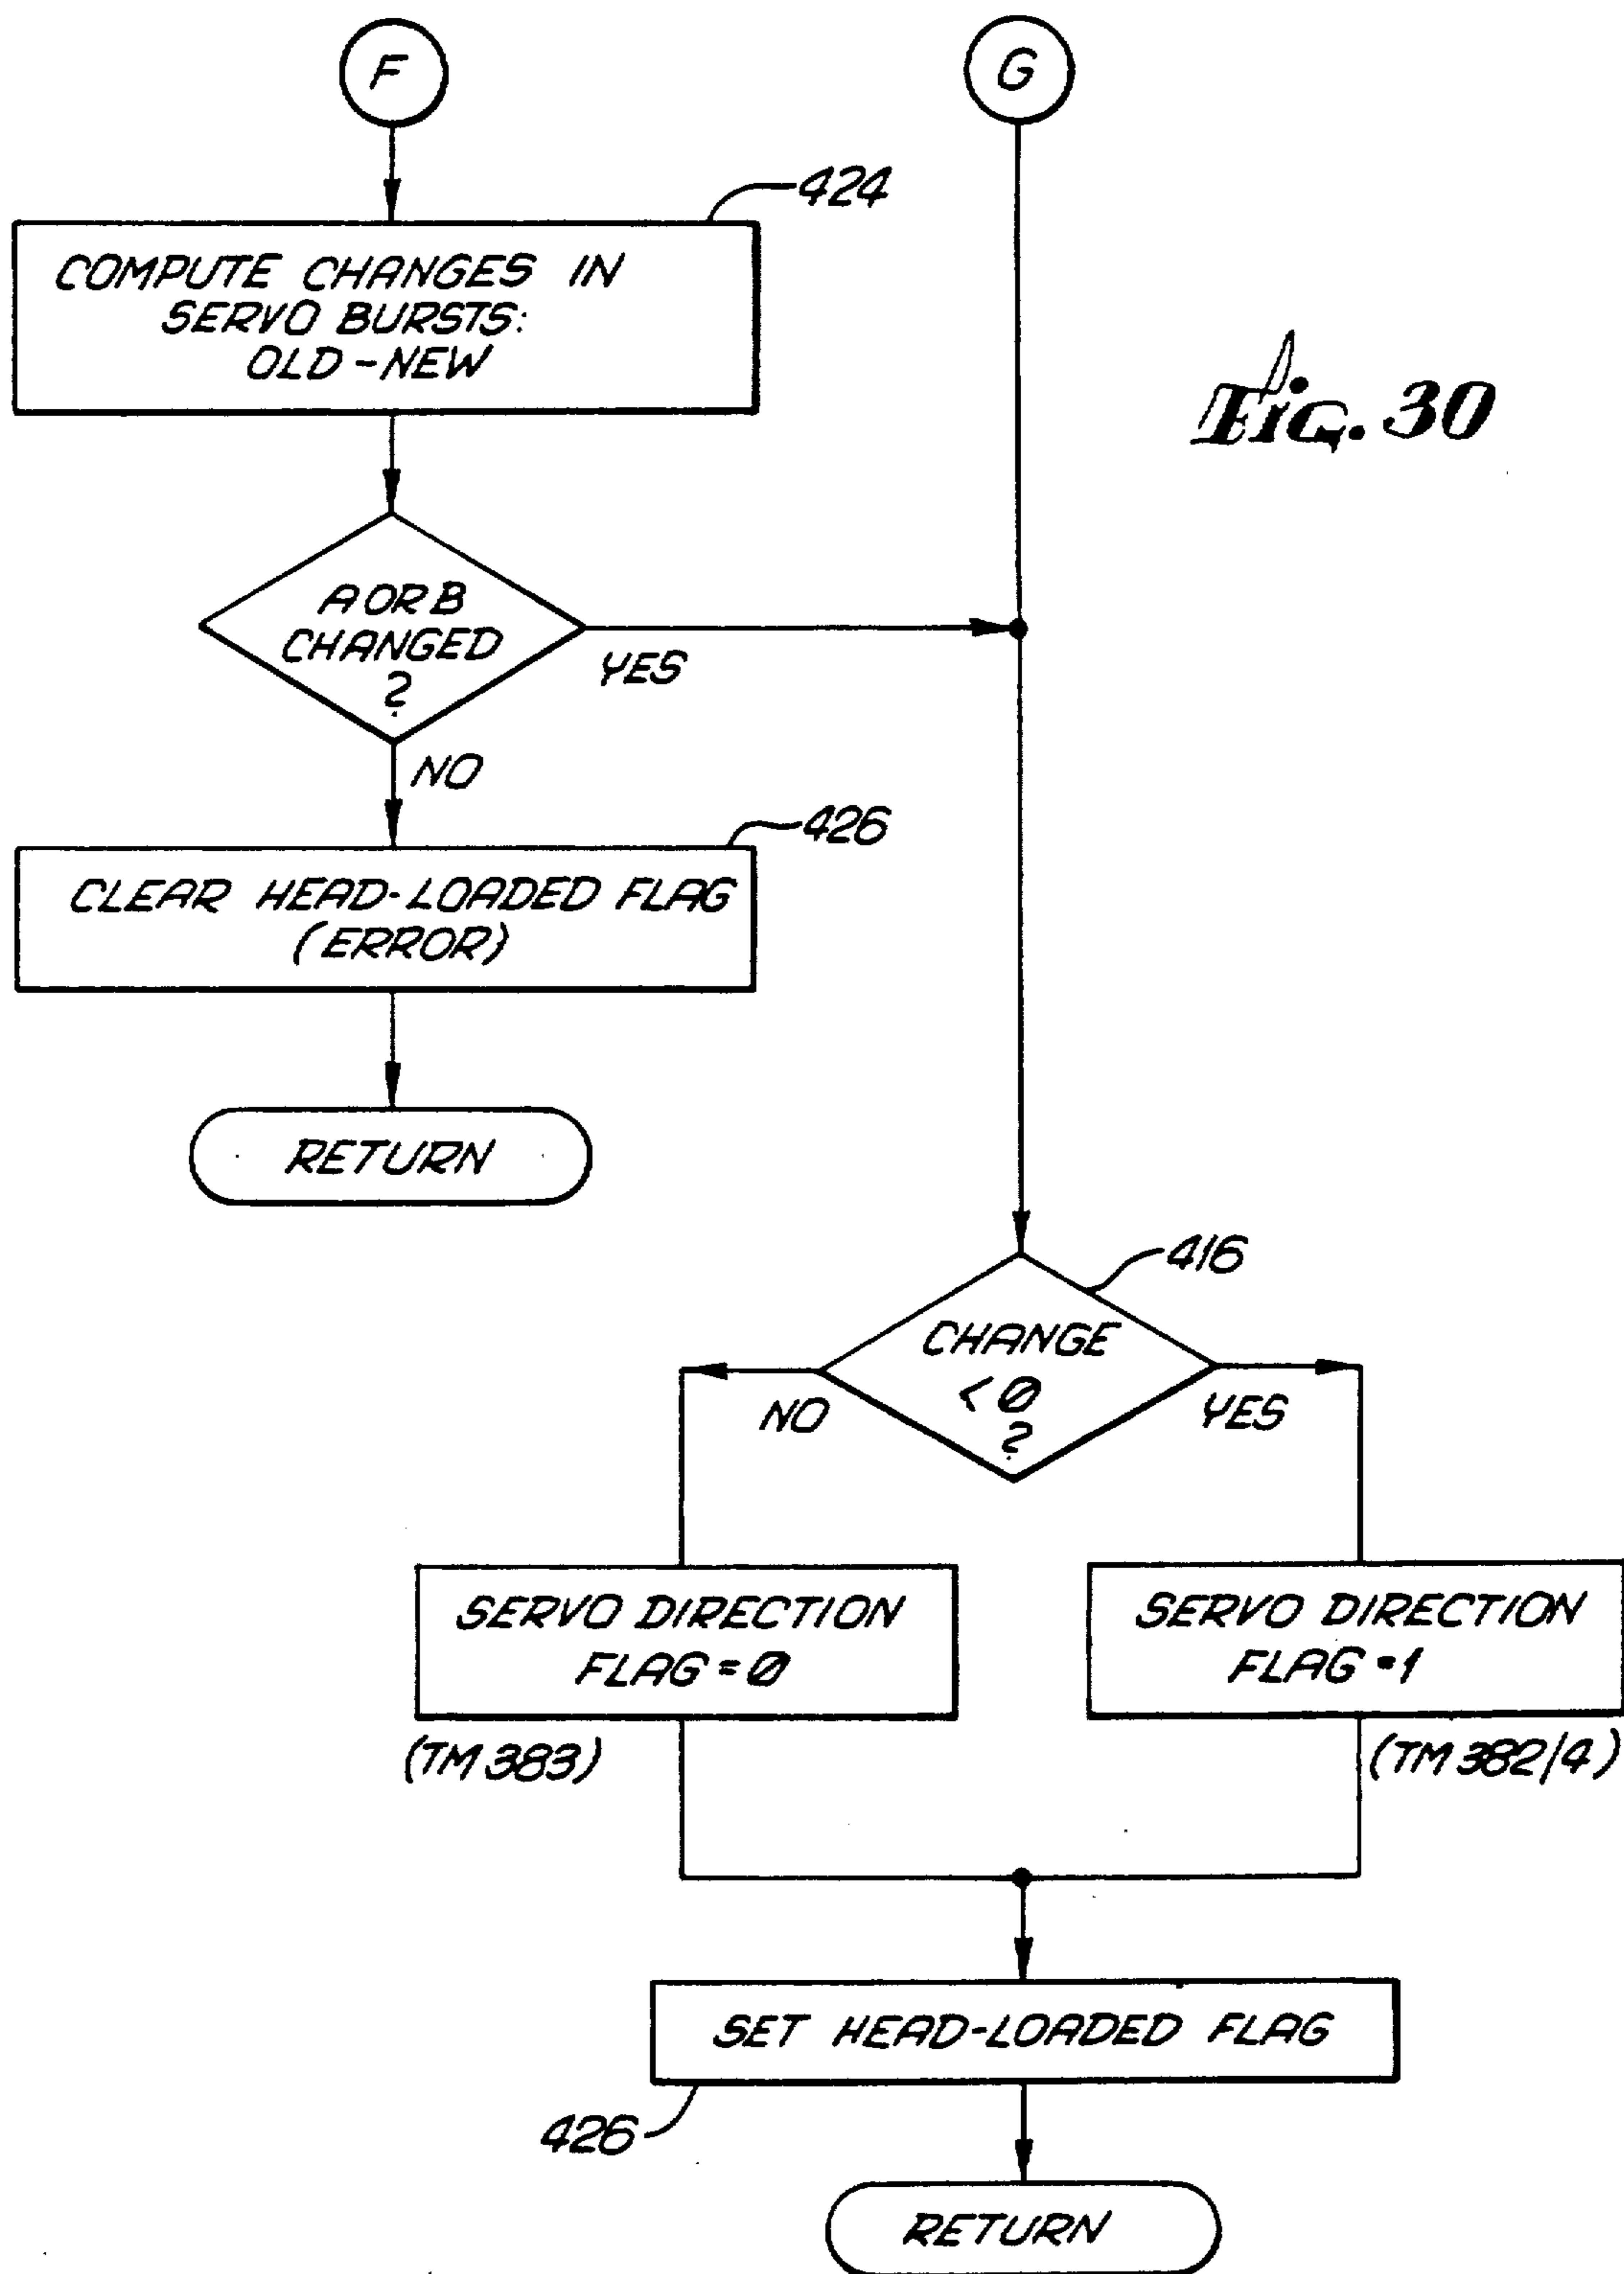 F
G
424
COMPUTE CHANGES IN
SERVO BURSTS:
OLD-NEW
Fig. 30
A OR B
CHANGED
?
YES
NO
426
CLEAR HEAD-LOADED FLAG
(ERROR)
RETURN
416
CHANGE
<0
?
NO
YES
SERVO DIRECTION
FLAG=0
SERVO DIRECTION
FLAG=1
(TM 383)
(TM 382/4)
SET HEAD-LOADED FLAG
426
RETURN